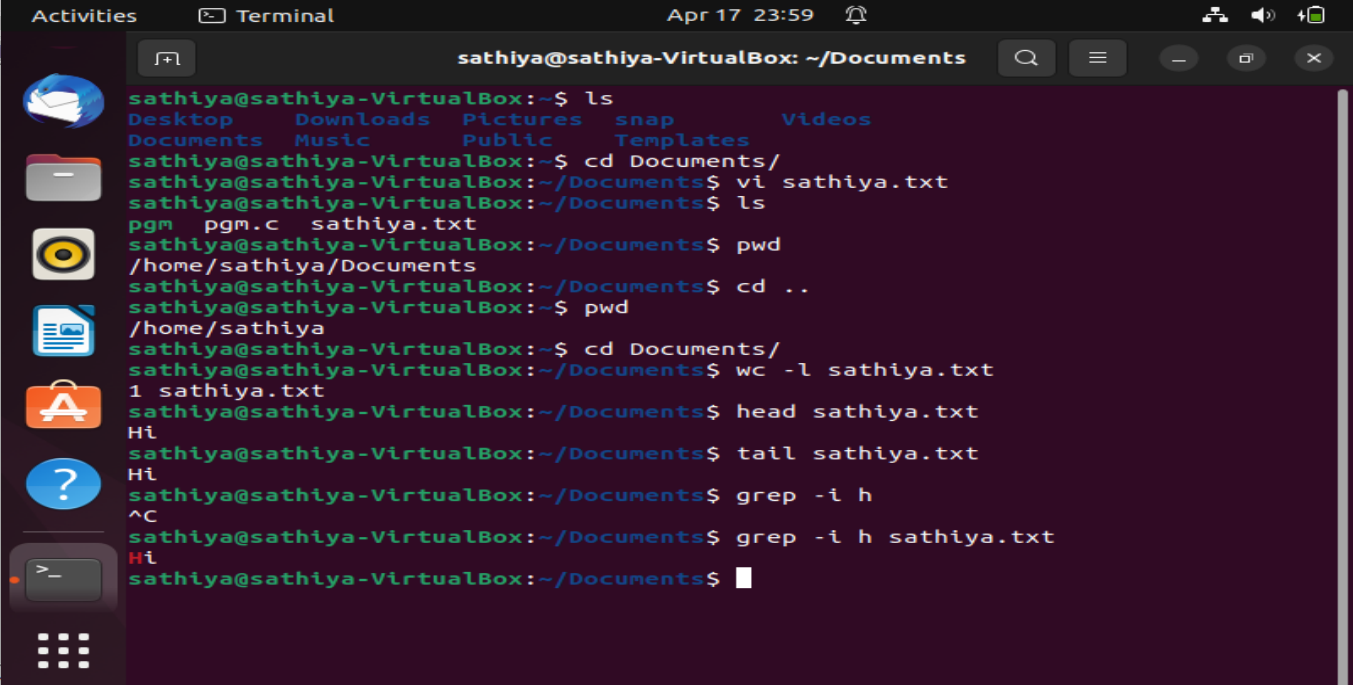 Activities Terminal Apr 17 23:59
sathiya@sathiya-VirtualBox: ~/Documents
sathiya@sathiya-VirtualBox:~$ ls
Desktop Downloads Pictures snap Videos
Documents Music Public Templates
sathiya@sathiya-VirtualBox:~$ cd Documents/
sathiya@sathiya-VirtualBox:~/Documents$ vi sathiya.txt
sathiya@sathiya-VirtualBox:~/Documents$ ls
pgm pgm.c sathiya.txt
sathiya@sathiya-VirtualBox:~/Documents$ pwd
/home/sathiya/Documents
sathiya@sathiya-VirtualBox:~/Documents$ cd ..
sathiya@sathiya-VirtualBox:~$ pwd
/home/sathiya
sathiya@sathiya-VirtualBox:~$ cd Documents/
sathiya@sathiya-VirtualBox:~/Documents$ wc -l sathiya.txt
1 sathiya.txt
sathiya@sathiya-VirtualBox:~/Documents$ head sathiya.txt
Hi
sathiya@sathiya-VirtualBox:~/Documents$ tail sathiya.txt
Hi
sathiya@sathiya-VirtualBox:~/Documents$ grep -i h
^C
sathiya@sathiya-VirtualBox:~/Documents$ grep -i h sathiya.txt
Hi
sathiya@sathiya-VirtualBox:~/Documents$